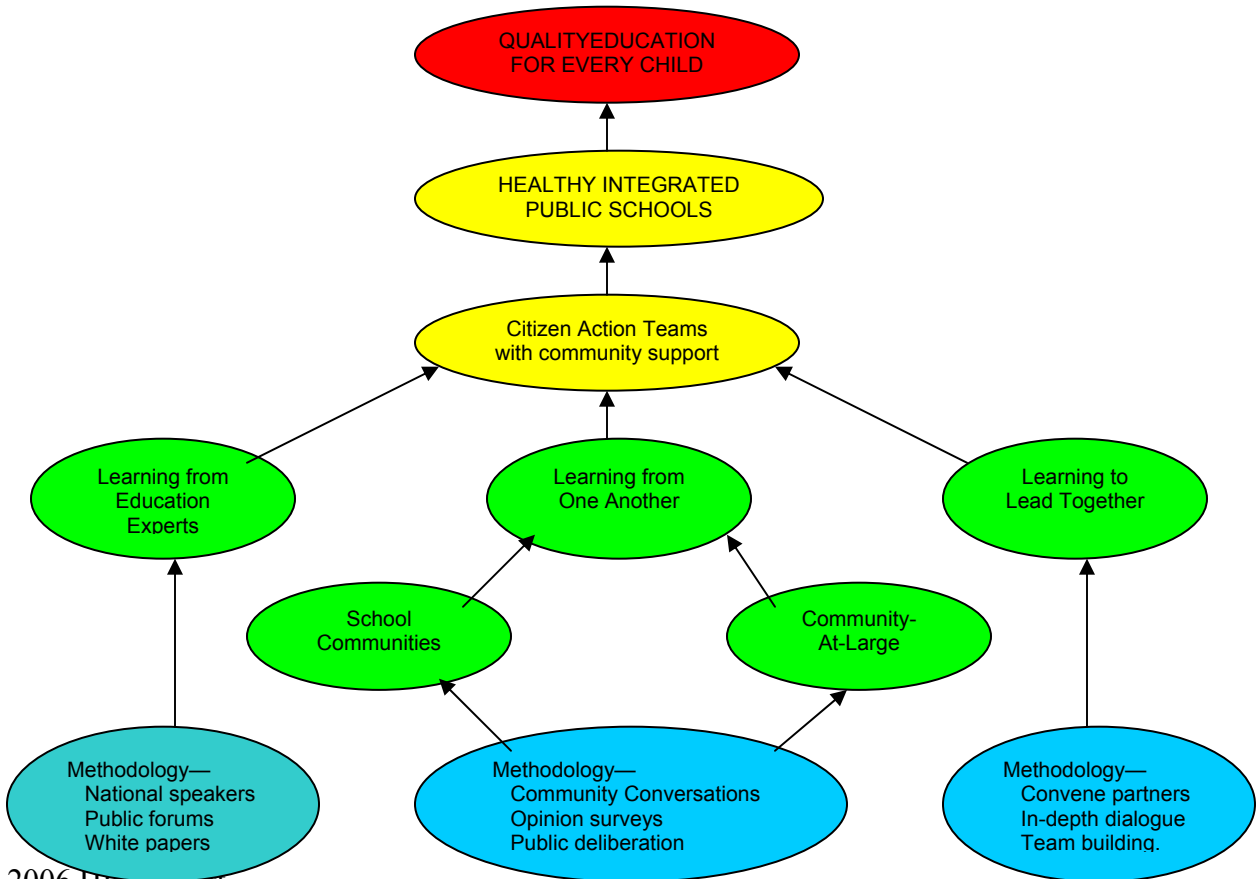 QUALITYEDUCATION
FOR EVERY CHILD
HEALTHY INTEGRATED
PUBLIC SCHOOLS
Citizen Action Teams
with community support
Learning from
Education
Experts
Learning from
One Another
Learning to
Lead Together
School
Communities
Community-
At-Large
Methodology—
National speakers
Public forums
White papers
Methodology—
Community Conversations
Opinion surveys
Public deliberation
Methodology—
Convene partners
In-depth dialogue
Team building.
2006